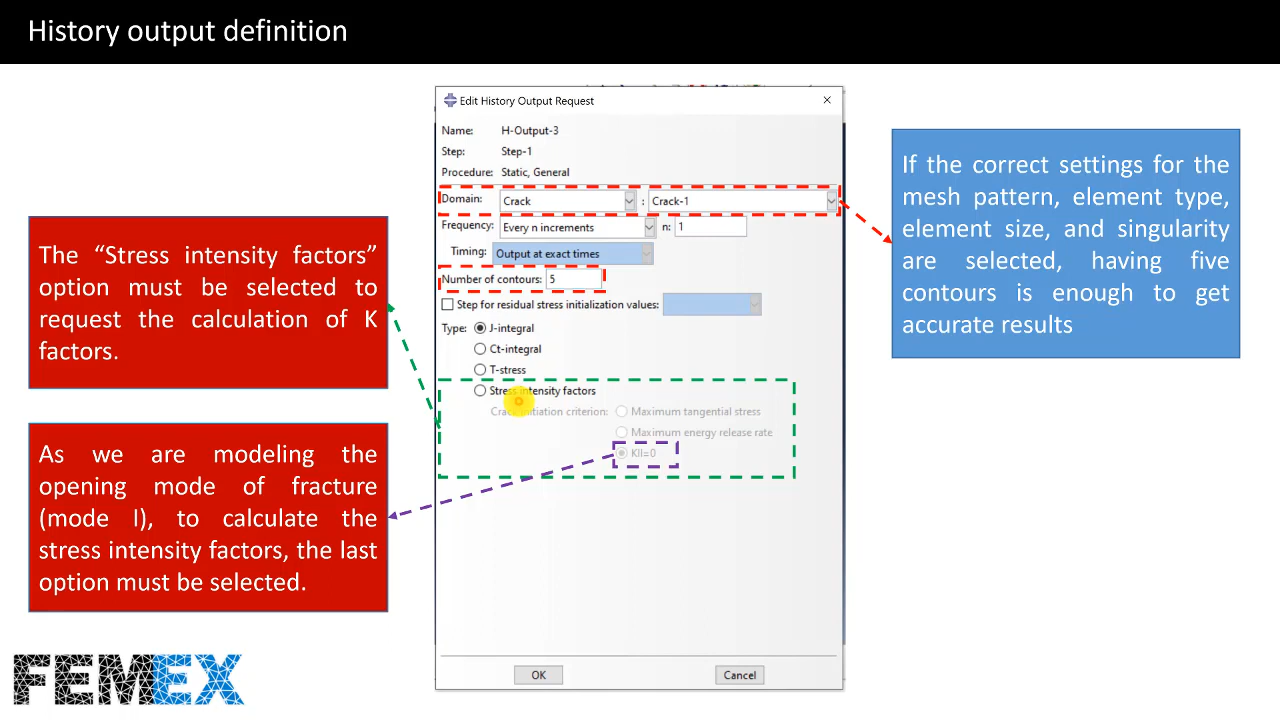 History output definition
Edit History Output Request
Name: H-Output-3
Step: Step-1
Procedure: Static, General
Domain: Crack : Crack-1
Frequency: Every n increments n: 1
Timing: Output at exact times
Number of contours: 5
Step for residual stress initialization values:
Type: J-integral
Ct-integral
T-stress
Stress intensity factors
Crack initiation criterion: Maximum tangential stress
Maximum energy release rate
KII=0
OK Cancel
The “Stress intensity factors”
option must be selected to
request the calculation of K
factors.
As we are modeling the
opening mode of fracture
(mode I), to calculate the
stress intensity factors, the last
option must be selected.
If the correct settings for the
mesh pattern, element type,
element size, and singularity
are selected, having five
contours is enough to get
accurate results
FEMEX